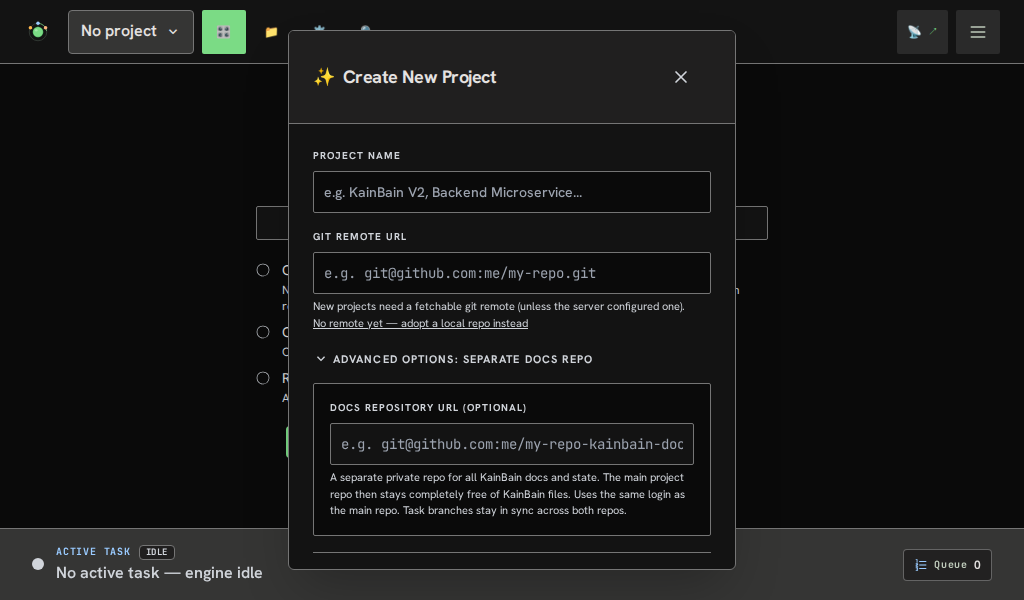 No project
✨ Create New Project
PROJECT NAME
e.g. KainBain V2, Backend Microservice...
GIT REMOTE URL
e.g. git@github.com:me/my-repo.git
New projects need a fetchable git remote (unless the server configured one).
No remote yet — adopt a local repo instead
ADVANCED OPTIONS: SEPARATE DOCS REPO
DOCS REPOSITORY URL (OPTIONAL)
e.g. git@github.com:me/my-repo-kainbain-doc
A separate private repo for all KainBain docs and state. The main project
repo then stays completely free of KainBain files. Uses the same login as
the main repo. Task branches stay in sync across both repos.
ACTIVE TASK IDLE
No active task — engine idle
Queue 0